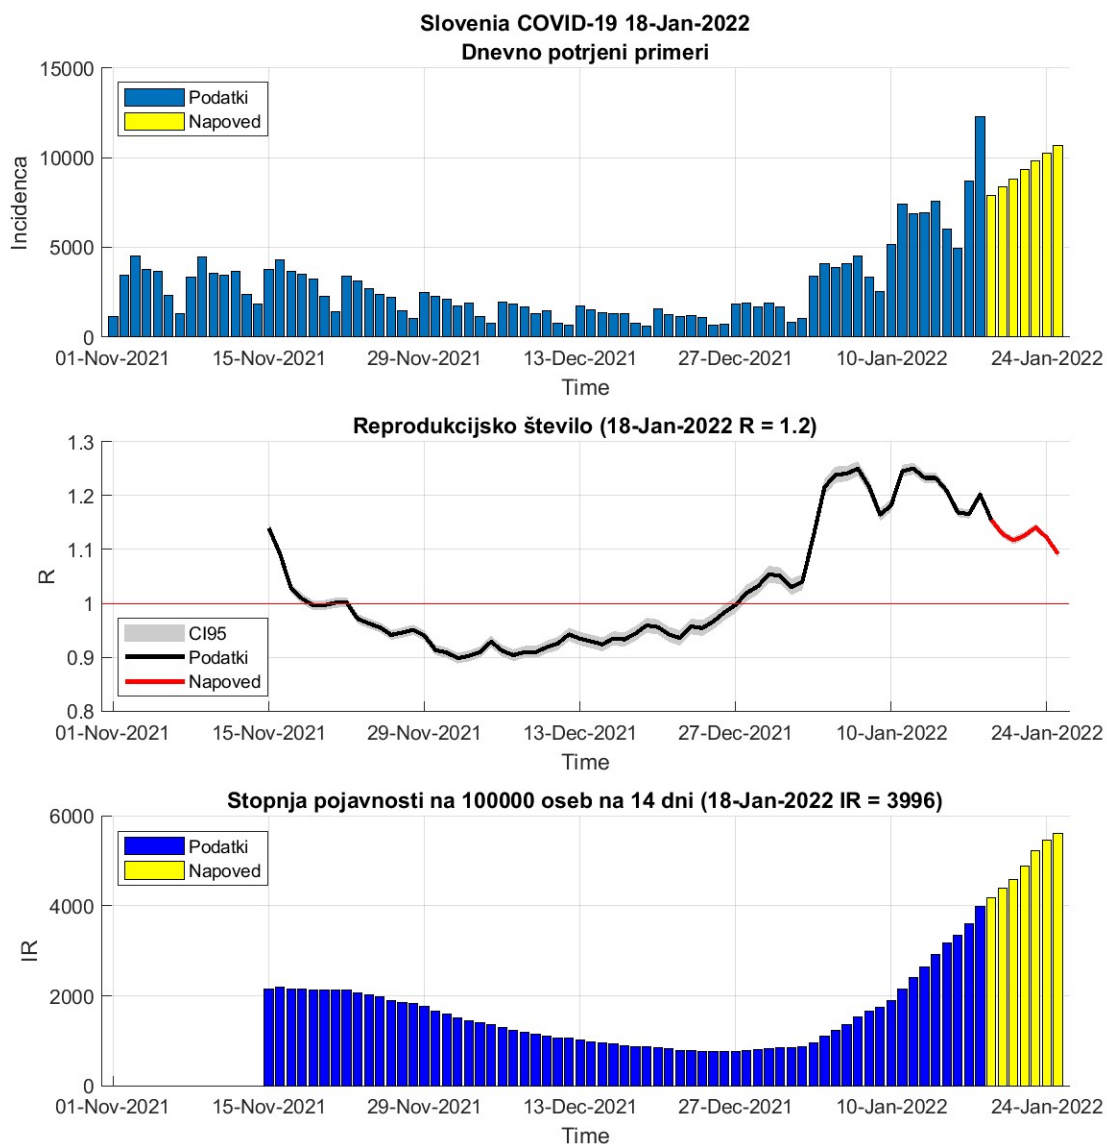 Slovenia COVID-19 18-Jan-2022
Dnevno potrjeni primeri
15000
10000
5000
0
Incidenca
Podatki
Napoved
01-Nov-2021 15-Nov-2021 29-Nov-2021 13-Dec-2021 27-Dec-2021 10-Jan-2022 24-Jan-2022
Time
Reprodukcijsko število (18-Jan-2022 R = 1.2)
1.3
1.2
1.1
1
0.9
0.8
R
CI95
Podatki
Napoved
01-Nov-2021 15-Nov-2021 29-Nov-2021 13-Dec-2021 27-Dec-2021 10-Jan-2022 24-Jan-2022
Time
Stopnja pojavnosti na 100000 oseb na 14 dni (18-Jan-2022 IR = 3996)
6000
4000
2000
0
IR
Podatki
Napoved
01-Nov-2021 15-Nov-2021 29-Nov-2021 13-Dec-2021 27-Dec-2021 10-Jan-2022 24-Jan-2022
Time